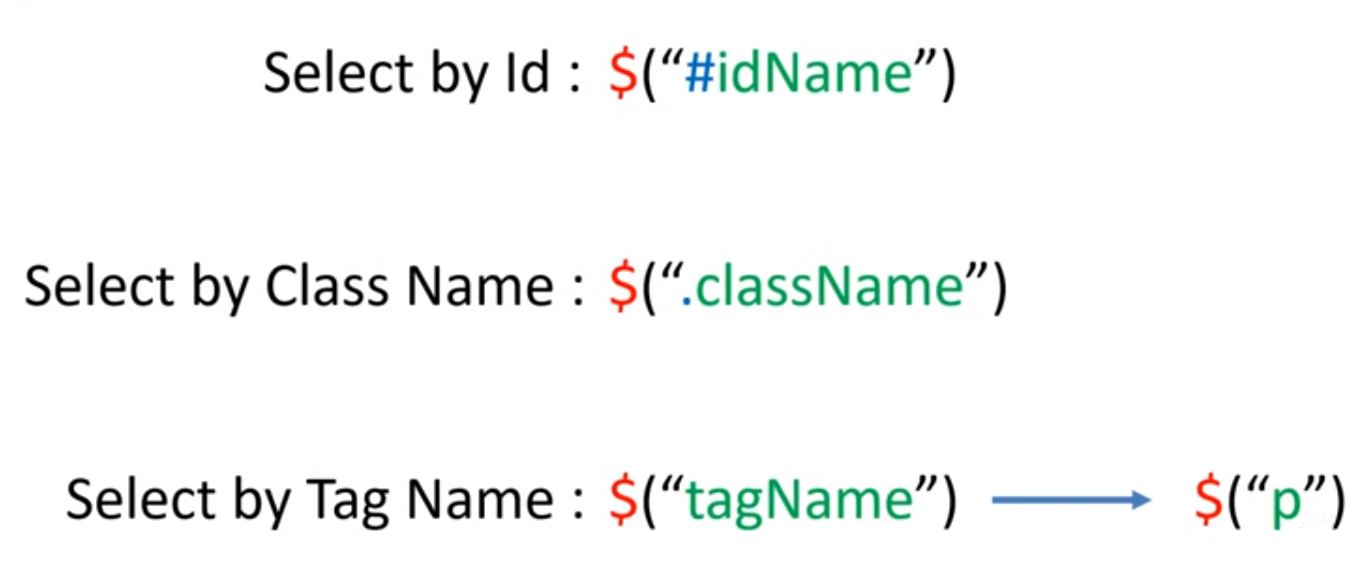 Select by Id : $(“#idName”)
Select by Class Name : $(“.className”)
Select by Tag Name : $(“tagName”) $(“p”)